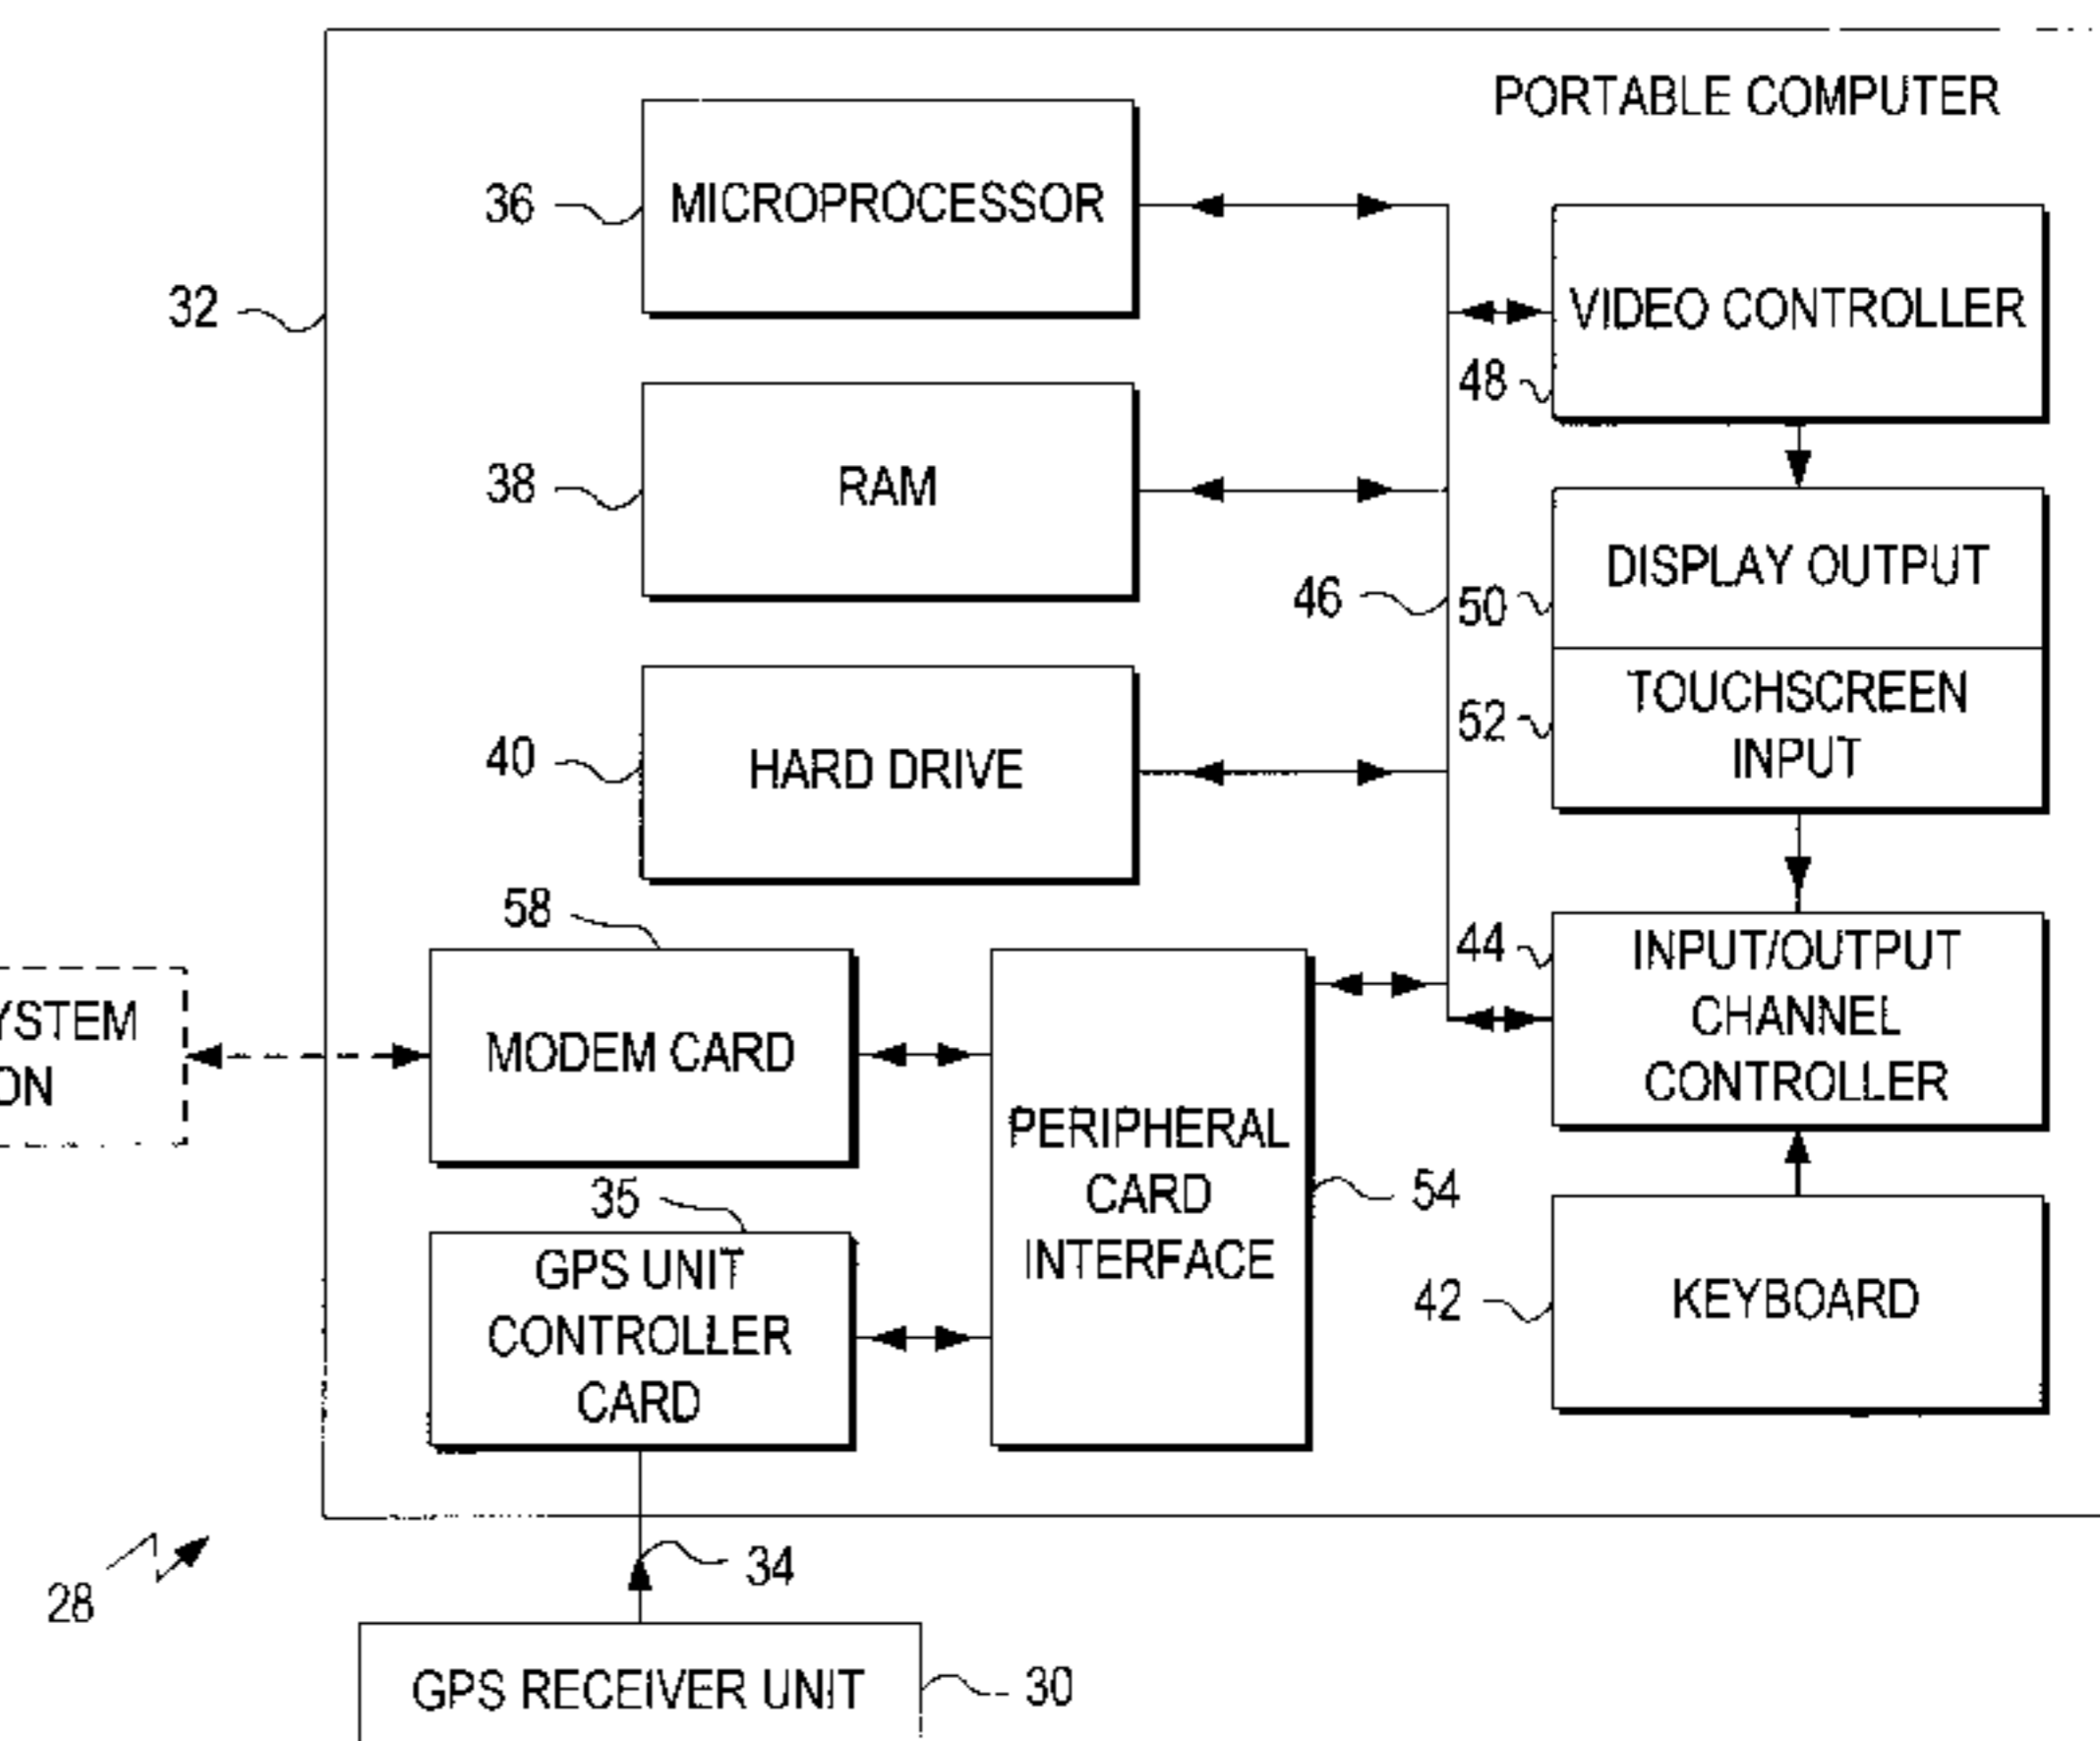 PORTABLE COMPUTER
36
MICROPROCESSOR
32
VIDEO CONTROLLER
48
38
RAM
46
DISPLAY OUTPUT
50
TOUCHSCREEN
INPUT
52
40
HARD DRIVE
58
MODEM CARD
YSTEM
ON
44
INPUT/OUTPUT
CHANNEL
CONTROLLER
PERIPHERAL
CARD
INTERFACE
54
35
GPS UNIT
CONTROLLER
CARD
42
KEYBOARD
34
28
GPS RECEIVER UNIT
30